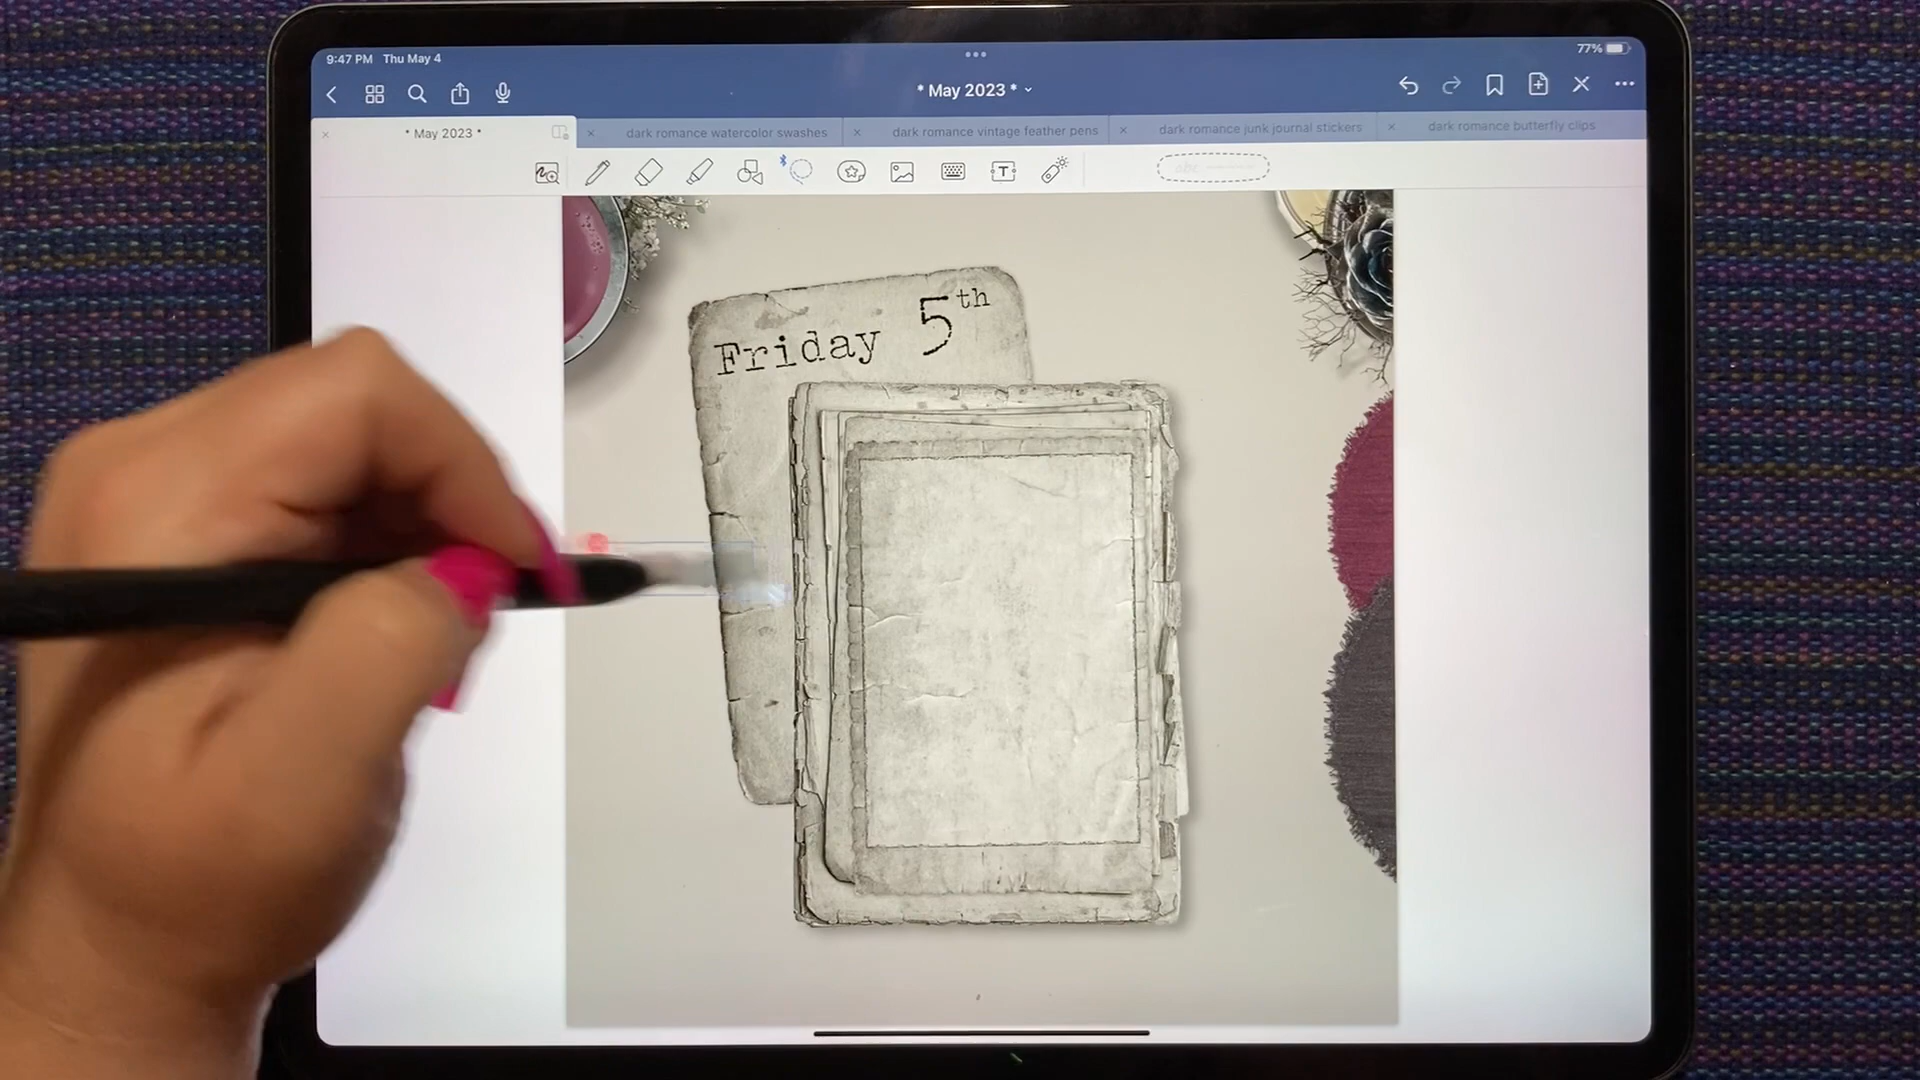 9:47 PM Thu May 4
77%
* May 2023 *
* May 2023 *
dark romance watercolor swashes
dark romance vintage feather pens
dark romance junk journal stickers
dark romance butterfly clips
T
Friday 5th